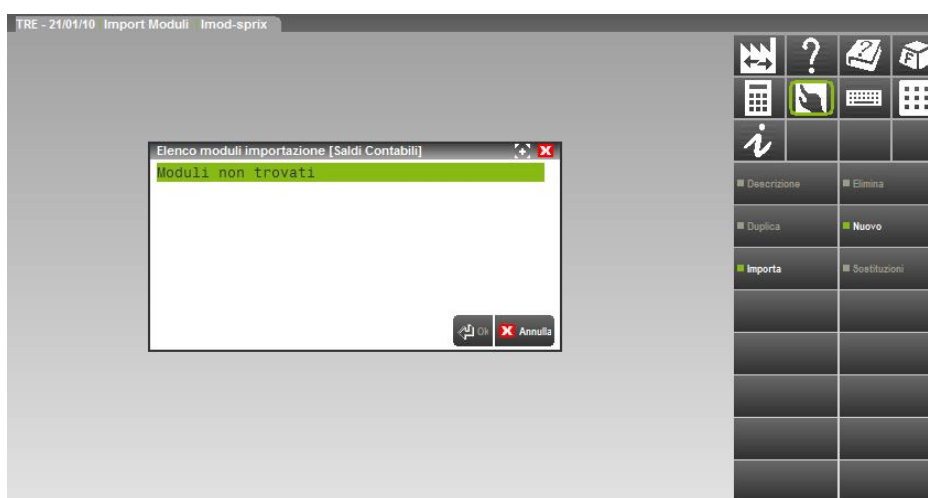 TRE - 21/01/10 Import Moduli Imod-sprix
Elenco moduli importazione [Saldi Contabili]
Moduli non trovati
Ok Annulla
Descrizione Elimina
Duplica Nuovo
Importa Sostituzioni